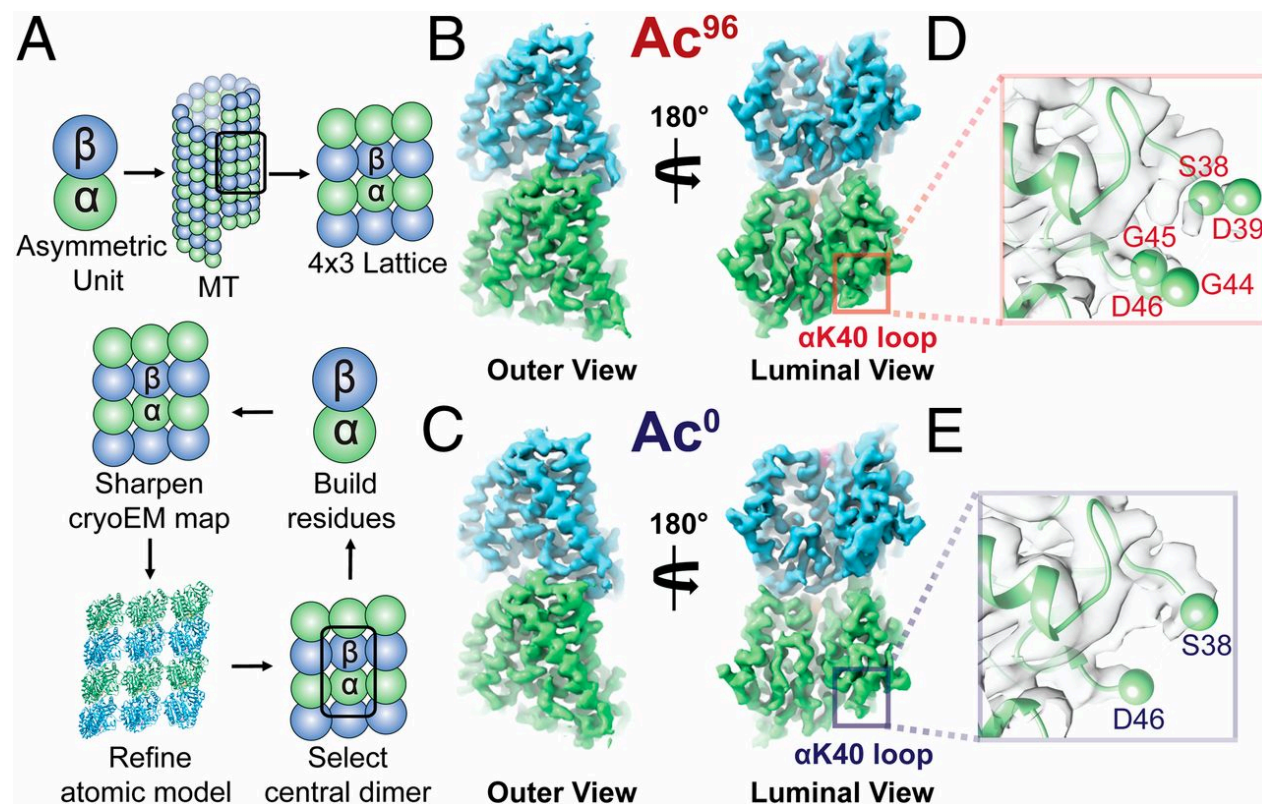 A
β
α
Asymmetric
Unit
MT
β
α
4x3 Lattice
β
α
Sharpen
cryoEM map
β
α
Build
residues
Refine
atomic model
β
α
Select
central dimer
B
Ac⁹⁶
180°
αK40 loop
Outer View
Luminal View
C
Ac⁰
180°
αK40 loop
Outer View
Luminal View
D
S38
D39
G45
G44
D46
E
S38
D46